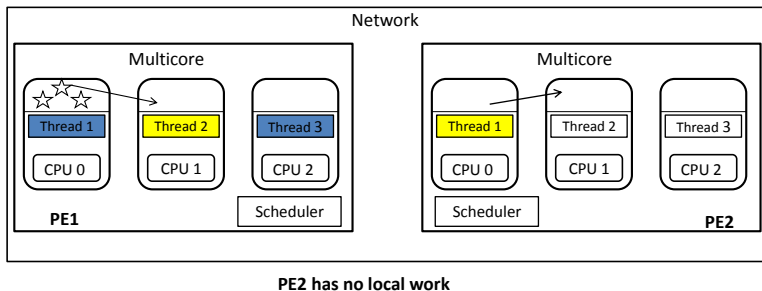 Network
Multicore
Thread 1
Thread 2
Thread 3
CPU 0
CPU 1
CPU 2
PE1
Scheduler
Multicore
Thread 1
Thread 2
Thread 3
CPU 0
CPU 1
CPU 2
Scheduler
PE2
PE2 has no local work